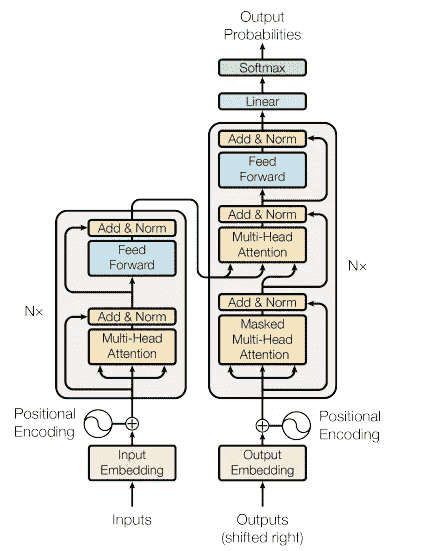 Output
Probabilities
Softmax
Linear
Add & Norm
Feed
Forward
Add & Norm
Multi-Head
Attention
Add & Norm
Masked
Multi-Head
Attention
Nx
Positional
Encoding
Output
Embedding
Outputs
(shifted right)
Add & Norm
Feed
Forward
Add & Norm
Multi-Head
Attention
Nx
Positional
Encoding
Input
Embedding
Inputs